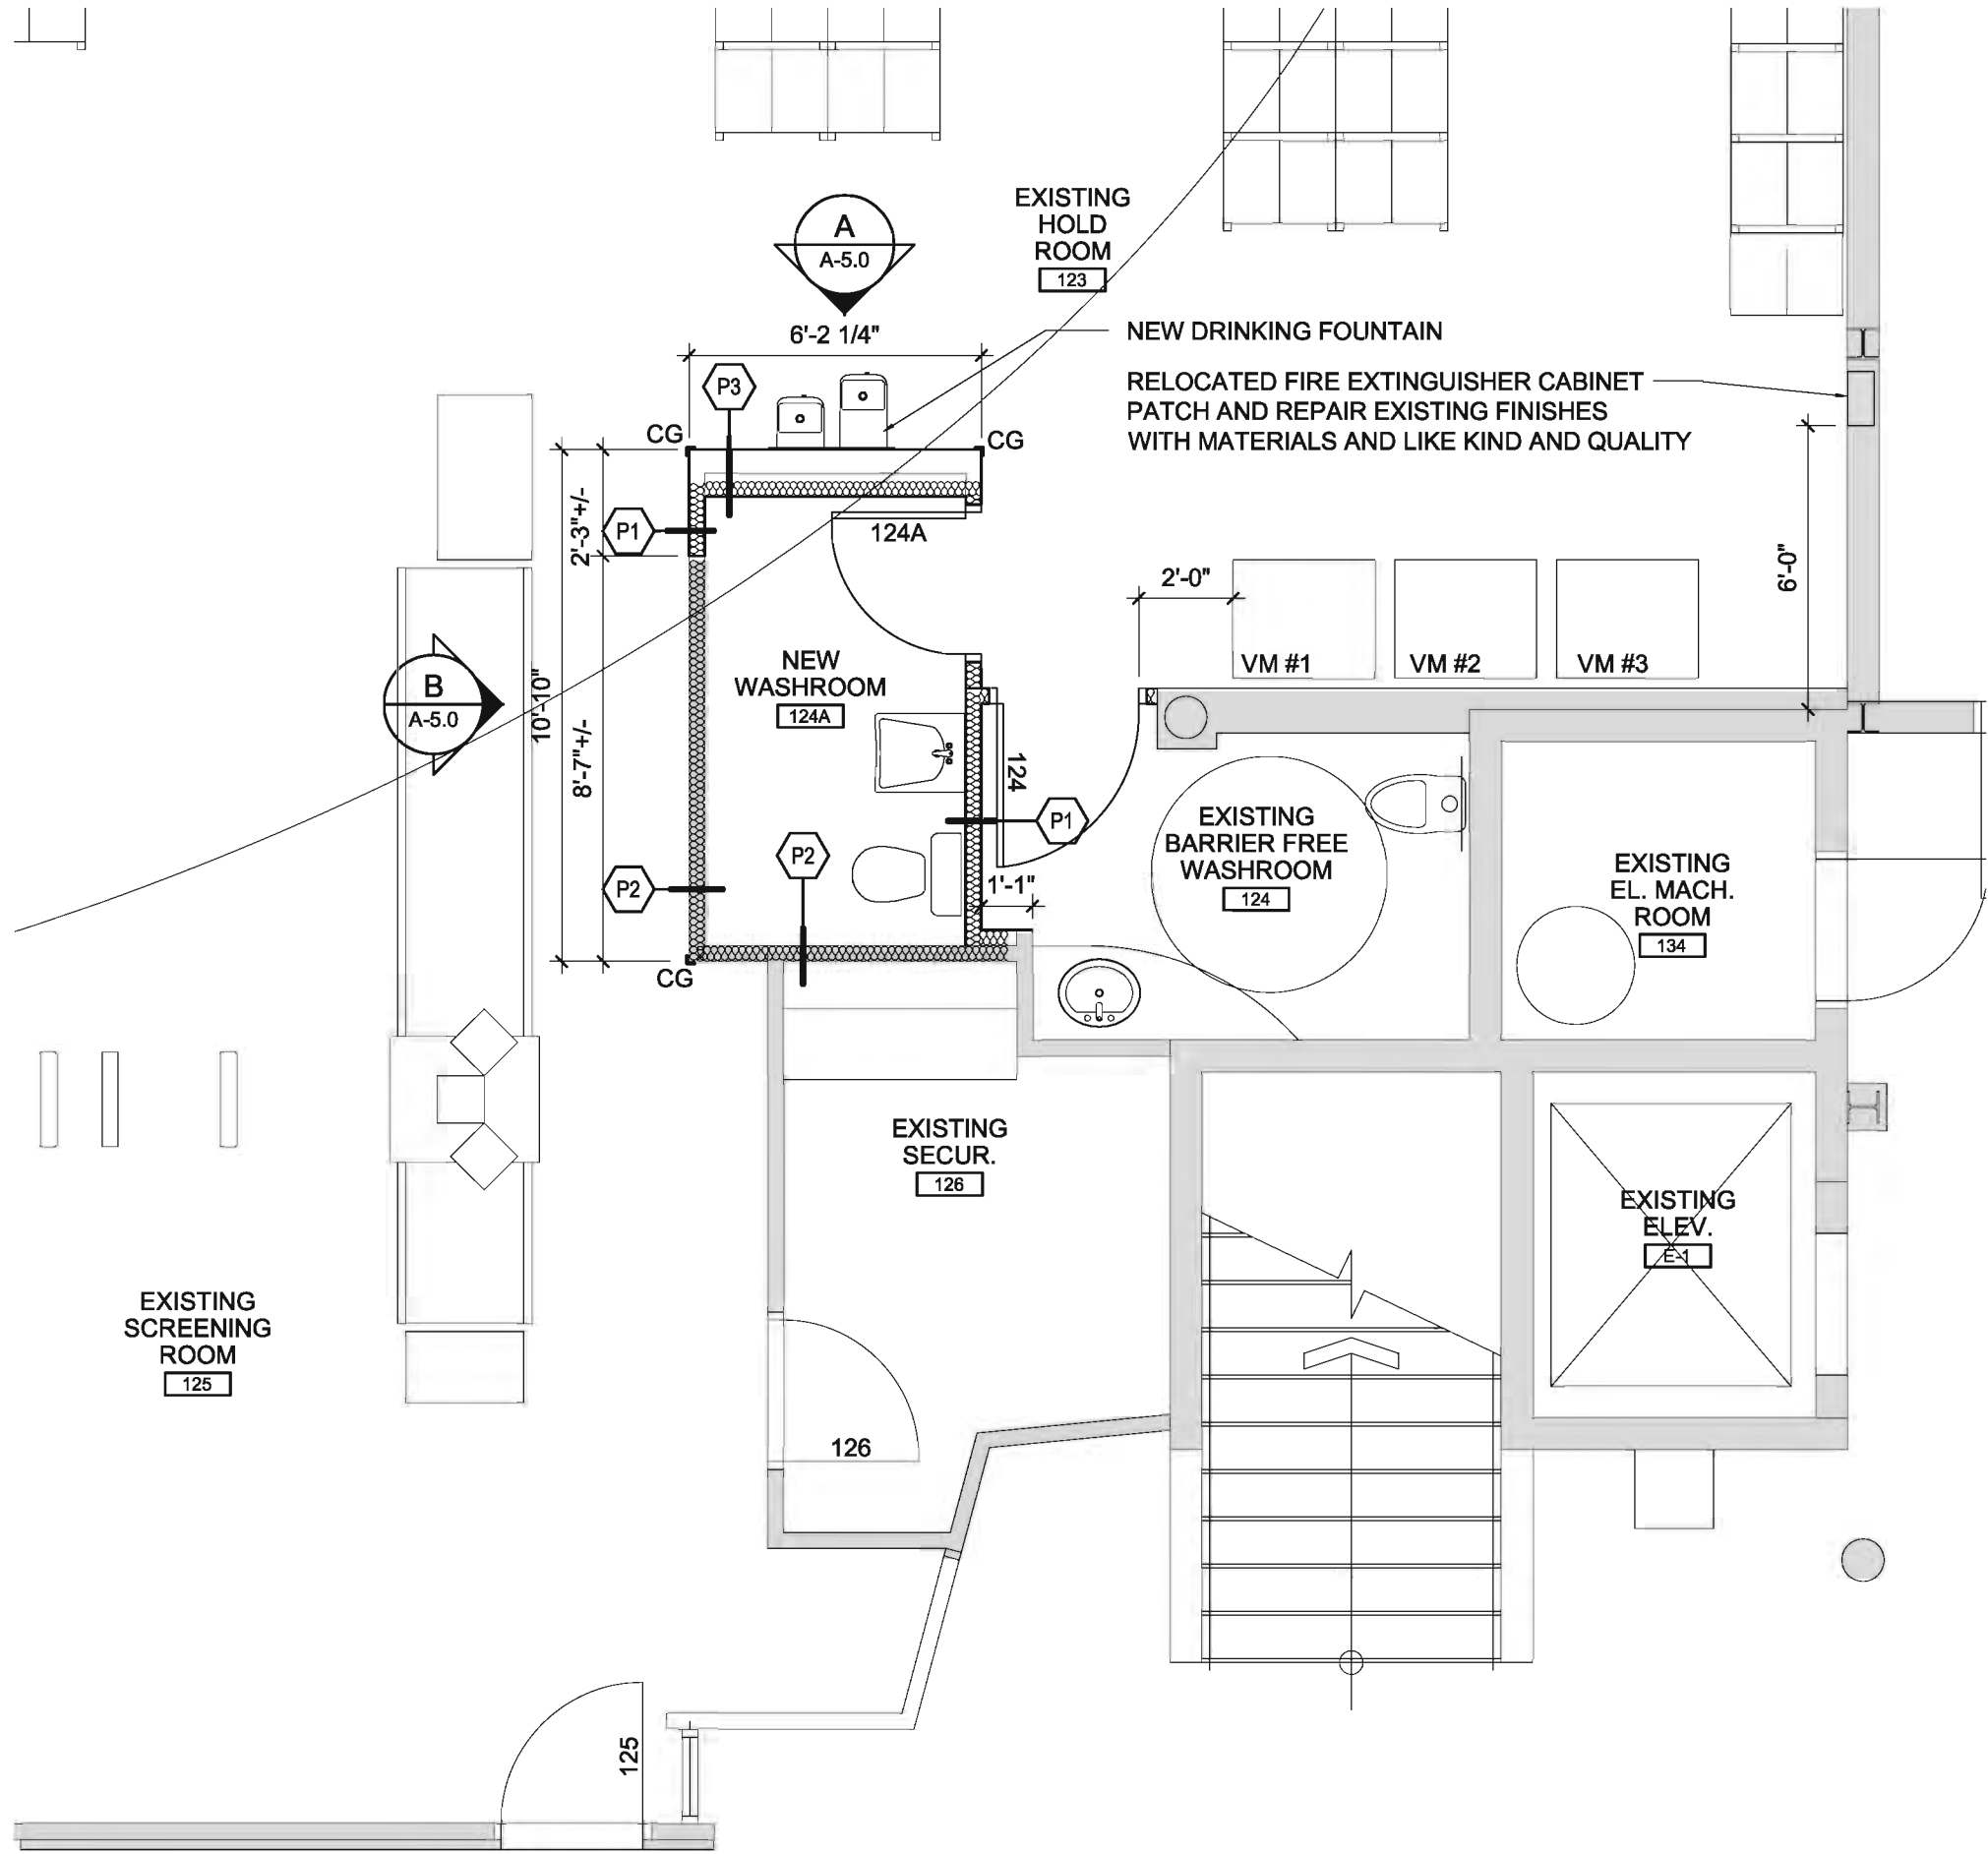 A
A-5.0
EXISTING
HOLD
ROOM
123
6'-2 1/4"
NEW DRINKING FOUNTAIN
RELOCATED FIRE EXTINGUISHER CABINET
PATCH AND REPAIR EXISTING FINISHES
WITH MATERIALS AND LIKE KIND AND QUALITY
P3
CG
CG
2'-3"+/-
P1
124A
2'-0"
6'-0"
VM #1
VM #2
VM #3
NEW
WASHROOM
124A
B
A-5.0
10'-10"
8'-7"+/-
124
P1
P2
P2
1'-1"
CG
EXISTING
BARRIER FREE
WASHROOM
124
EXISTING
EL. MACH.
ROOM
134
EXISTING
SECUR.
126
EXISTING
ELEV.
E-1
EXISTING
SCREENING
ROOM
125
126
125